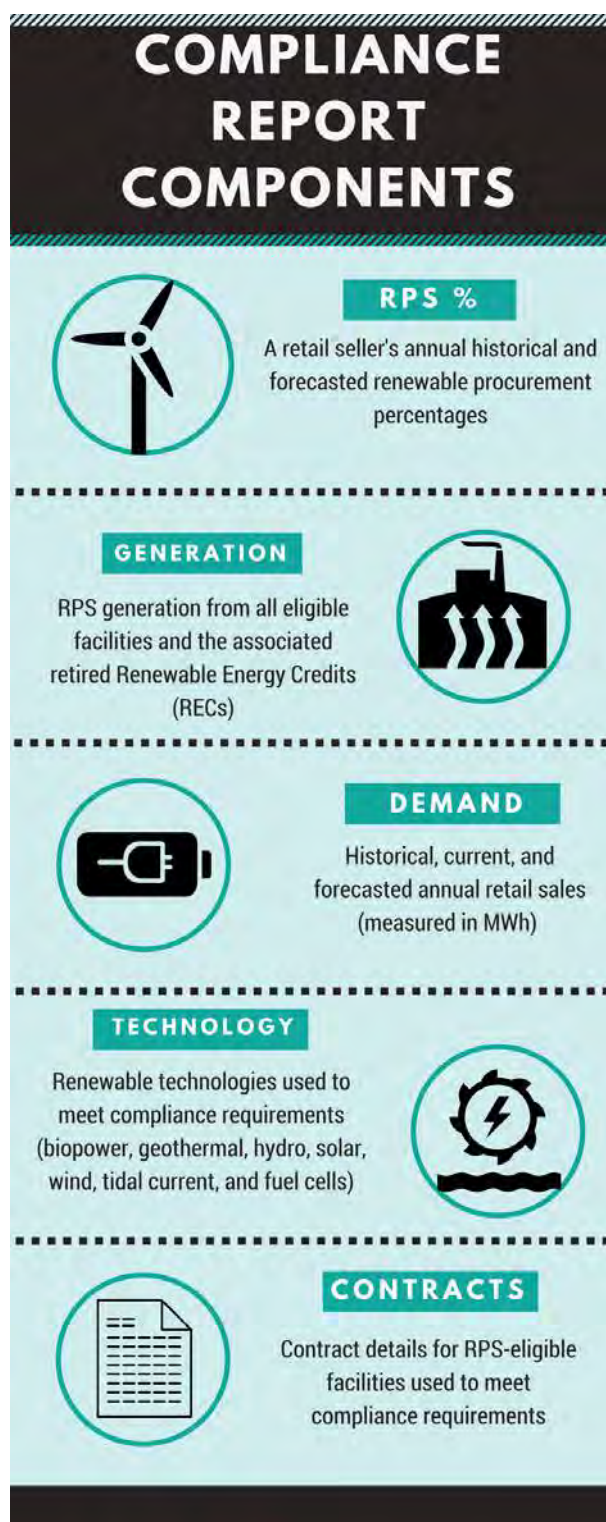 COMPLIANCE
REPORT
COMPONENTS
RPS %
A retail seller's annual historical and
forecasted renewable procurement
percentages
GENERATION
RPS generation from all eligible
facilities and the associated
retired Renewable Energy Credits
(RECs)
DEMAND
Historical, current, and
forecasted annual retail sales
(measured in MWh)
TECHNOLOGY
Renewable technologies used to
meet compliance requirements
(biopower, geothermal, hydro, solar,
wind, tidal current, and fuel cells)
CONTRACTS
Contract details for RPS-eligible
facilities used to meet
compliance requirements